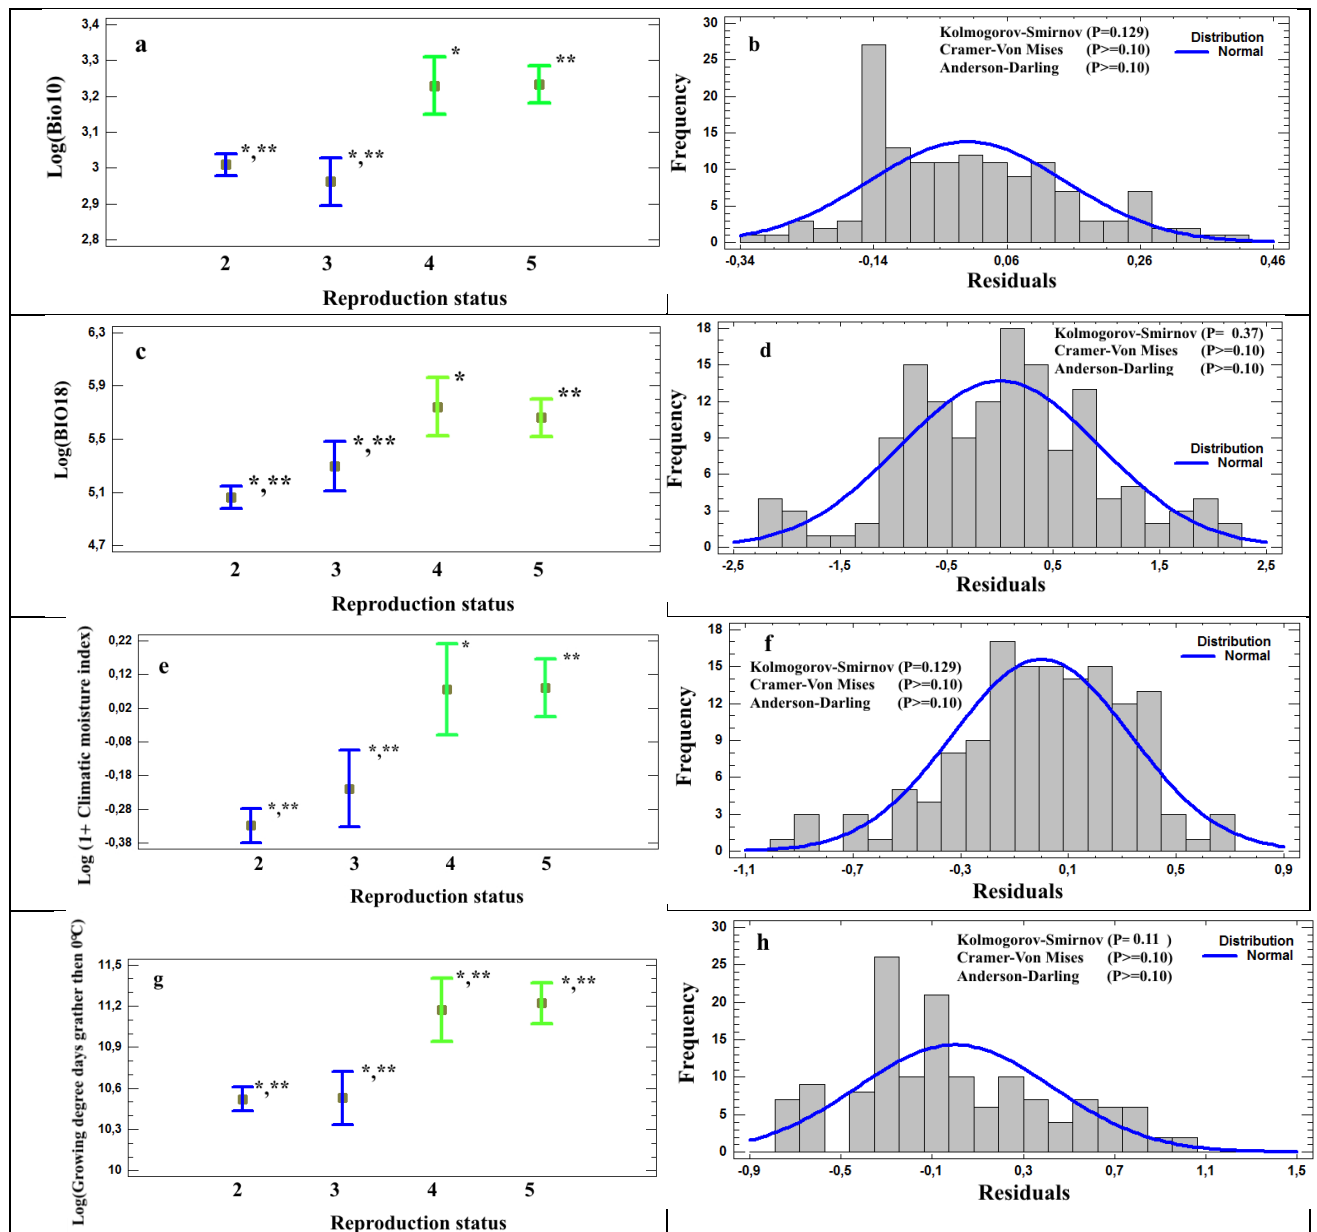 a
3,4
3,3
3,2
3,1
3
2,9
2,8
Log(Bio10)
*,**
*,**
*
**
2
3
4
5
Reproduction status
b
Kolmogorov-Smirnov (P=0.129)
Cramer-Von Mises (P>=0.10)
Anderson-Darling (P>=0.10)
Distribution
Normal
30
25
20
15
10
5
0
Frequency
-0,34
-0,14
0,06
0,26
0,46
Residuals
c
6,3
5,9
5,5
5,1
4,7
Log(BIO18)
*,**
*,**
*
**
2
3
4
5
Reproduction status
d
Kolmogorov-Smirnov (P= 0.37)
Cramer-Von Mises (P>=0.10)
Anderson-Darling (P>=0.10)
Distribution
Normal
18
15
12
9
6
3
0
Frequency
-2,5
-1,5
-0,5
0,5
1,5
2,5
Residuals
e
0,22
0,12
0,02
-0,08
-0,18
-0,28
-0,38
Log (1+ Climatic moisture index)
*,**
*,**
*
**
2
3
4
5
Reproduction status
f
Kolmogorov-Smirnov (P=0.129)
Cramer-Von Mises (P>=0.10)
Anderson-Darling (P>=0.10)
Distribution
Normal
18
15
12
9
6
3
0
Frequency
-1,1
-0,7
-0,3
0,1
0,5
0,9
Residuals
g
11,5
11,2
10,9
10,6
10,3
10
Log(Growing degree days grather then 0°C)
*,**
*,**
*,**
*,**
2
3
4
5
Reproduction status
h
Kolmogorov-Smirnov (P= 0.11 )
Cramer-Von Mises (P>=0.10)
Anderson-Darling (P>=0.10)
Distribution
Normal
30
25
20
15
10
5
0
Frequency
-0,9
-0,5
-0,1
0,3
0,7
1,1
1,5
Residuals